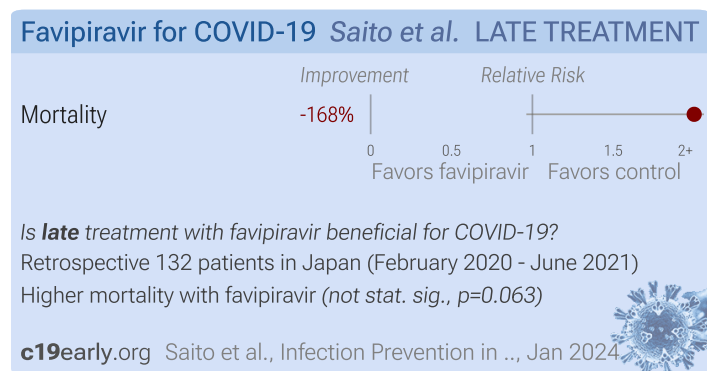 Favipiravir for COVID-19 Saito et al. LATE TREATMENT
Improvement Relative Risk
Mortality -168%
0 0.5 1 1.5 2+
Favors favipiravir Favors control
Is late treatment with favipiravir beneficial for COVID-19?
Retrospective 132 patients in Japan (February 2020 - June 2021)
Higher mortality with favipiravir (not stat. sig., p=0.063)
c19early.org Saito et al., Infection Prevention in .., Jan 2024